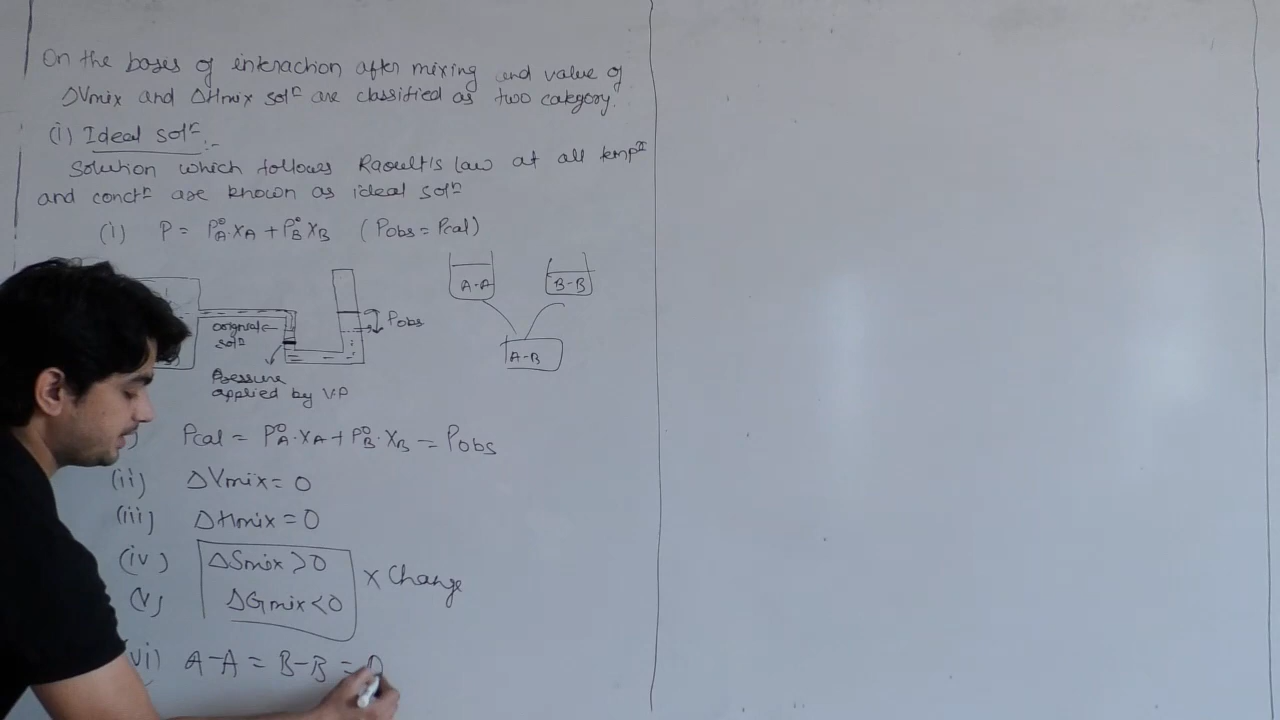 On the bases of interaction after mixing and value of
ΔVmix and ΔHmix solⁿ are classified as two category.
(i) Ideal solⁿ :-
Solution which follows Raoult's law at all tempʳ
and conctⁿ are known as ideal solⁿ
(i) P = P°A·XA + P°B XB (Pobs = Pcal)
A-A
B-B
Pobs
solⁿ
A-B
Pressure
applied by V.P
Pcal = P°A·XA + P°B·XB = Pobs
(ii) ΔVmix = 0
(iii) ΔHmix = 0
(iv) ΔSmix > 0
x Change
(v) ΔGmix < 0
(vi) A-A = B-B =